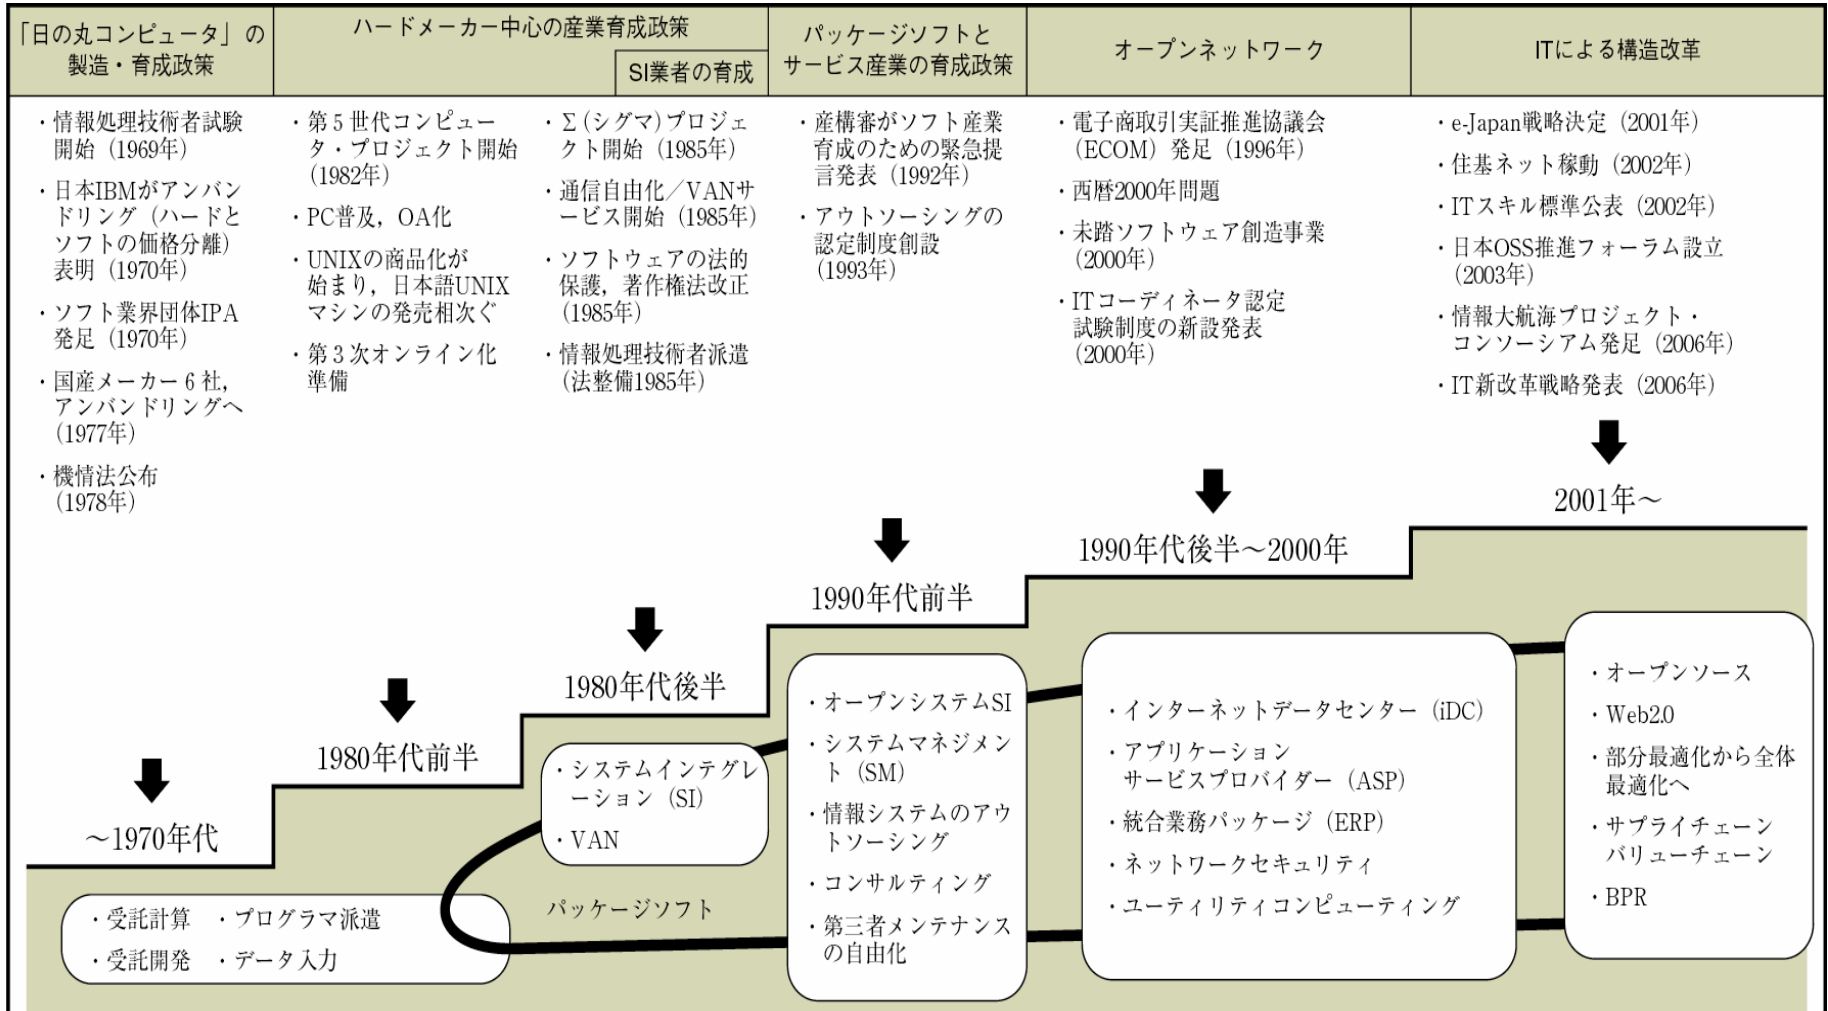 「日の丸コンピュータ」の
製造・育成政策
ハードメーカー中心の産業育成政策
SI業者の育成
パッケージソフトと
サービス産業の育成政策
オープンネットワーク
ITによる構造改革
・情報処理技術者試験
開始（1969年）
・日本IBMがアンバン
ドリング（ハードと
ソフトの価格分離）
表明（1970年）
・ソフト業界団体IPA
発足（1970年）
・国産メーカー6社，
アンバンドリングへ
（1977年）
・機情法公布
（1978年）
・第5世代コンピュー
タ・プロジェクト開始
（1982年）
・PC普及，OA化
・UNIXの商品化が
始まり，日本語UNIX
マシンの発売相次ぐ
・第3次オンライン化
準備
・Σ(シグマ)プロジェ
クト開始（1985年）
・通信自由化／VANサ
ービス開始（1985年）
・ソフトウェアの法的
保護，著作権法改正
（1985年）
・情報処理技術者派遣
（法整備1985年）
・産構審がソフト産業
育成のための緊急提
言発表（1992年）
・アウトソーシングの
認定制度創設
（1993年）
・電子商取引実証推進協議会
（ECOM）発足（1996年）
・西暦2000年問題
・未踏ソフトウェア創造事業
（2000年）
・ITコーディネータ認定
試験制度の新設発表
（2000年）
・e-Japan戦略決定（2001年）
・住基ネット稼動（2002年）
・ITスキル標準公表（2002年）
・日本OSS推進フォーラム設立
（2003年）
・情報大航海プロジェクト・
コンソーシアム発足（2006年）
・IT新改革戦略発表（2006年）
～1970年代
1980年代前半
1980年代後半
1990年代前半
1990年代後半～2000年
2001年～
・受託計算 ・プログラマ派遣
・受託開発 ・データ入力
・システムインテグレ
ーション（SI）
・VAN
パッケージソフト
・オープンシステムSI
・システムマネジメン
ト（SM）
・情報システムのアウ
トソーシング
・コンサルティング
・第三者メンテナンス
の自由化
・インターネットデータセンター（iDC）
・アプリケーション
サービスプロバイダー（ASP）
・統合業務パッケージ（ERP）
・ネットワークセキュリティ
・ユーティリティコンピューティング
・オープンソース
・Web2.0
・部分最適化から全体
最適化へ
・サプライチェーン
バリューチェーン
・BPR